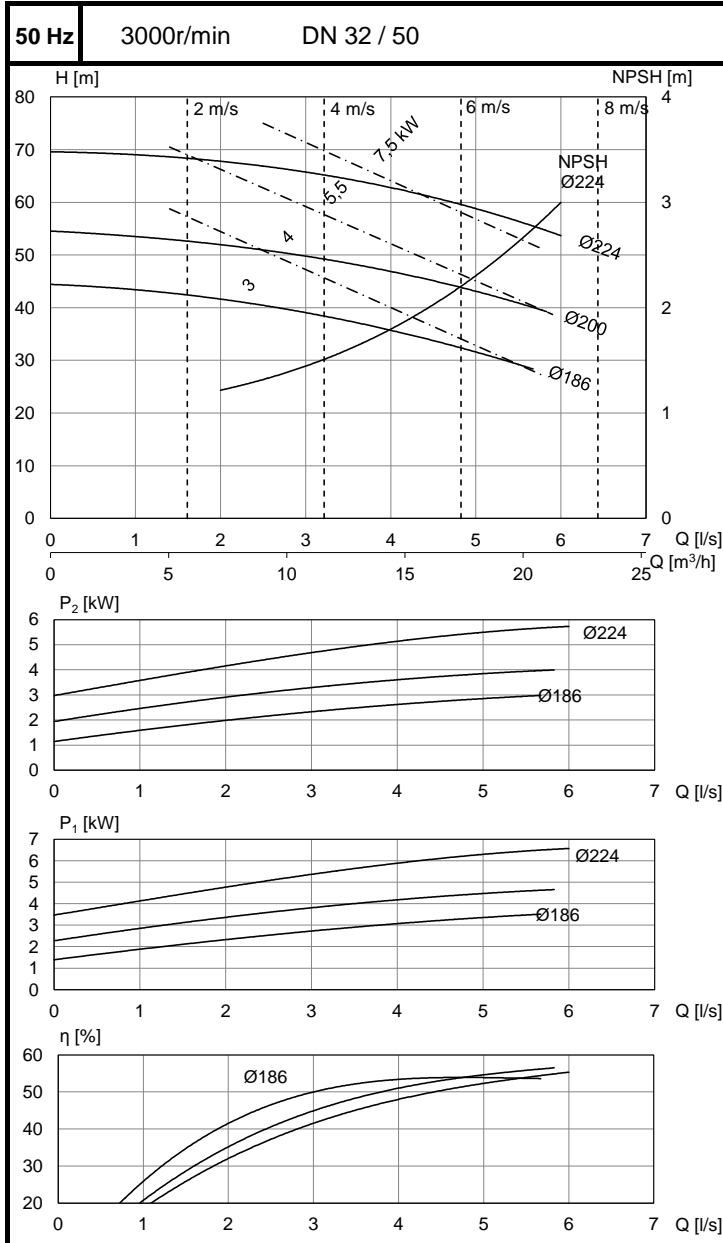 50 Hz 3000r/min DN 32 / 50
H [m] NPSH [m]
80 2 m/s 4 m/s 6 m/s 8 m/s 4
7,5 kW
70
NPSH
Ø224
60 5,5 3
50 4 Ø224
3
40 2
Ø200
30 Ø186
20 1
10
0 0
0 1 2 3 4 5 6 7 Q [l/s]
0 5 10 15 20 25 Q [m³/h]
P₂ [kW]
6
5 Ø224
4
3 Ø186
2
1
0
0 1 2 3 4 5 6 7 Q [l/s]
P₁ [kW]
7
6 Ø224
5
4
3 Ø186
2
1
0
0 1 2 3 4 5 6 7 Q [l/s]
η [%]
60
Ø186
50
40
30
20
0 1 2 3 4 5 6 7 Q [l/s]